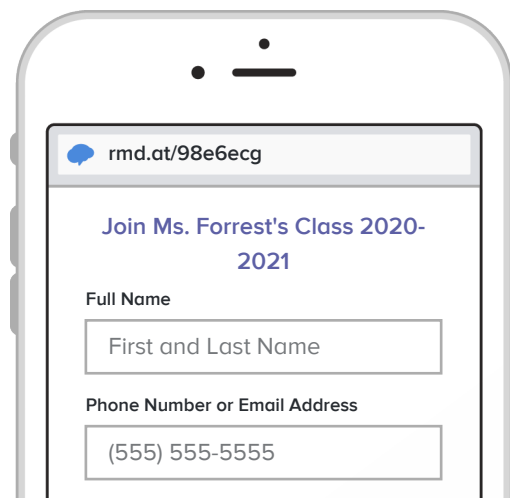 rmd.at/98e6ecg
Join Ms. Forrest's Class 2020-
2021
Full Name
First and Last Name
Phone Number or Email Address
(555) 555-5555